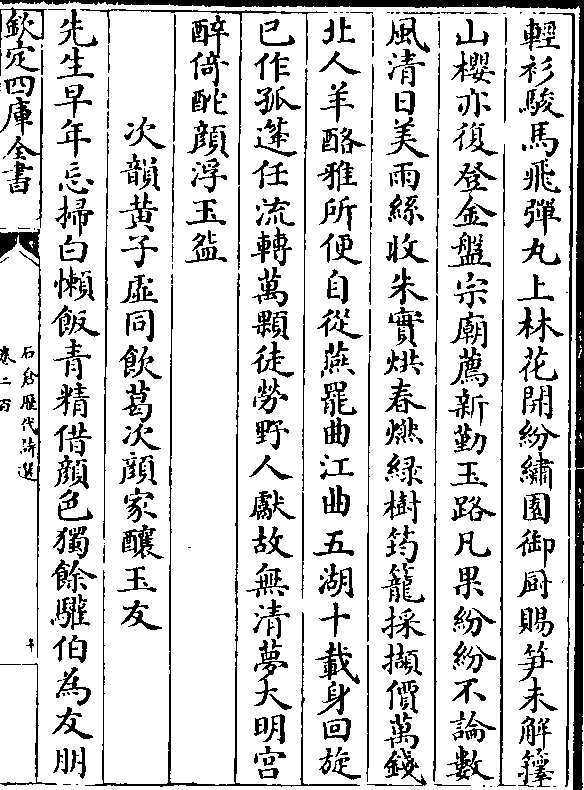 輕衫駿馬飛彈丸上林花開紛繡園御厨賜笋未解籜
山櫻亦復登金盤宗廟薦新勤玉路凡果紛紛不論數
風清日美雨絲收朱實烘春燃緑樹筠籠採擷價萬錢
北人羊酪雅所便自從燕罷曲江曲五湖十載身回旋
已作孤蓬任流轉萬顆徒勞野人獻故無清夢大明宫
醉倚酡顔浮玉盌
次韻黄子虛同飲葛次顔家釀玉友
先生早年忘掃白懶飯青精借顔色獨餘驩伯為友朋
欽定四庫全書
石倉歴代詩選
卷二百
十